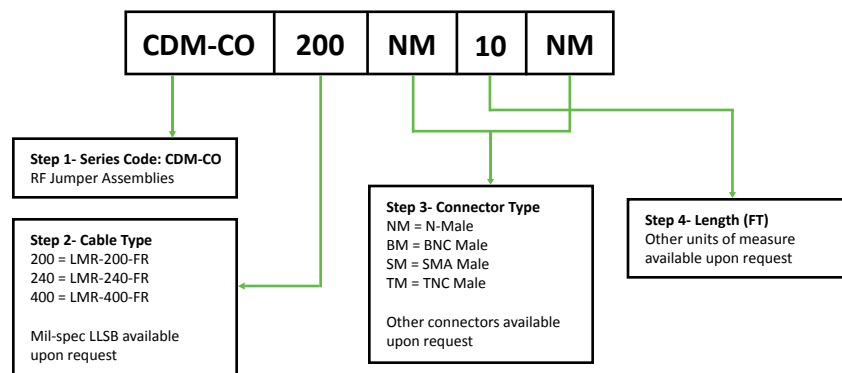 CDM-CO 200 NM 10 NM
Step 1- Series Code: CDM-CO
RF Jumper Assemblies
Step 2- Cable Type
200 = LMR-200-FR
240 = LMR-240-FR
400 = LMR-400-FR
Mil-spec LLSB available
upon request
Step 3- Connector Type
NM = N-Male
BM = BNC Male
SM = SMA Male
TM = TNC Male
Other connectors available
upon request
Step 4- Length (FT)
Other units of measure
available upon request